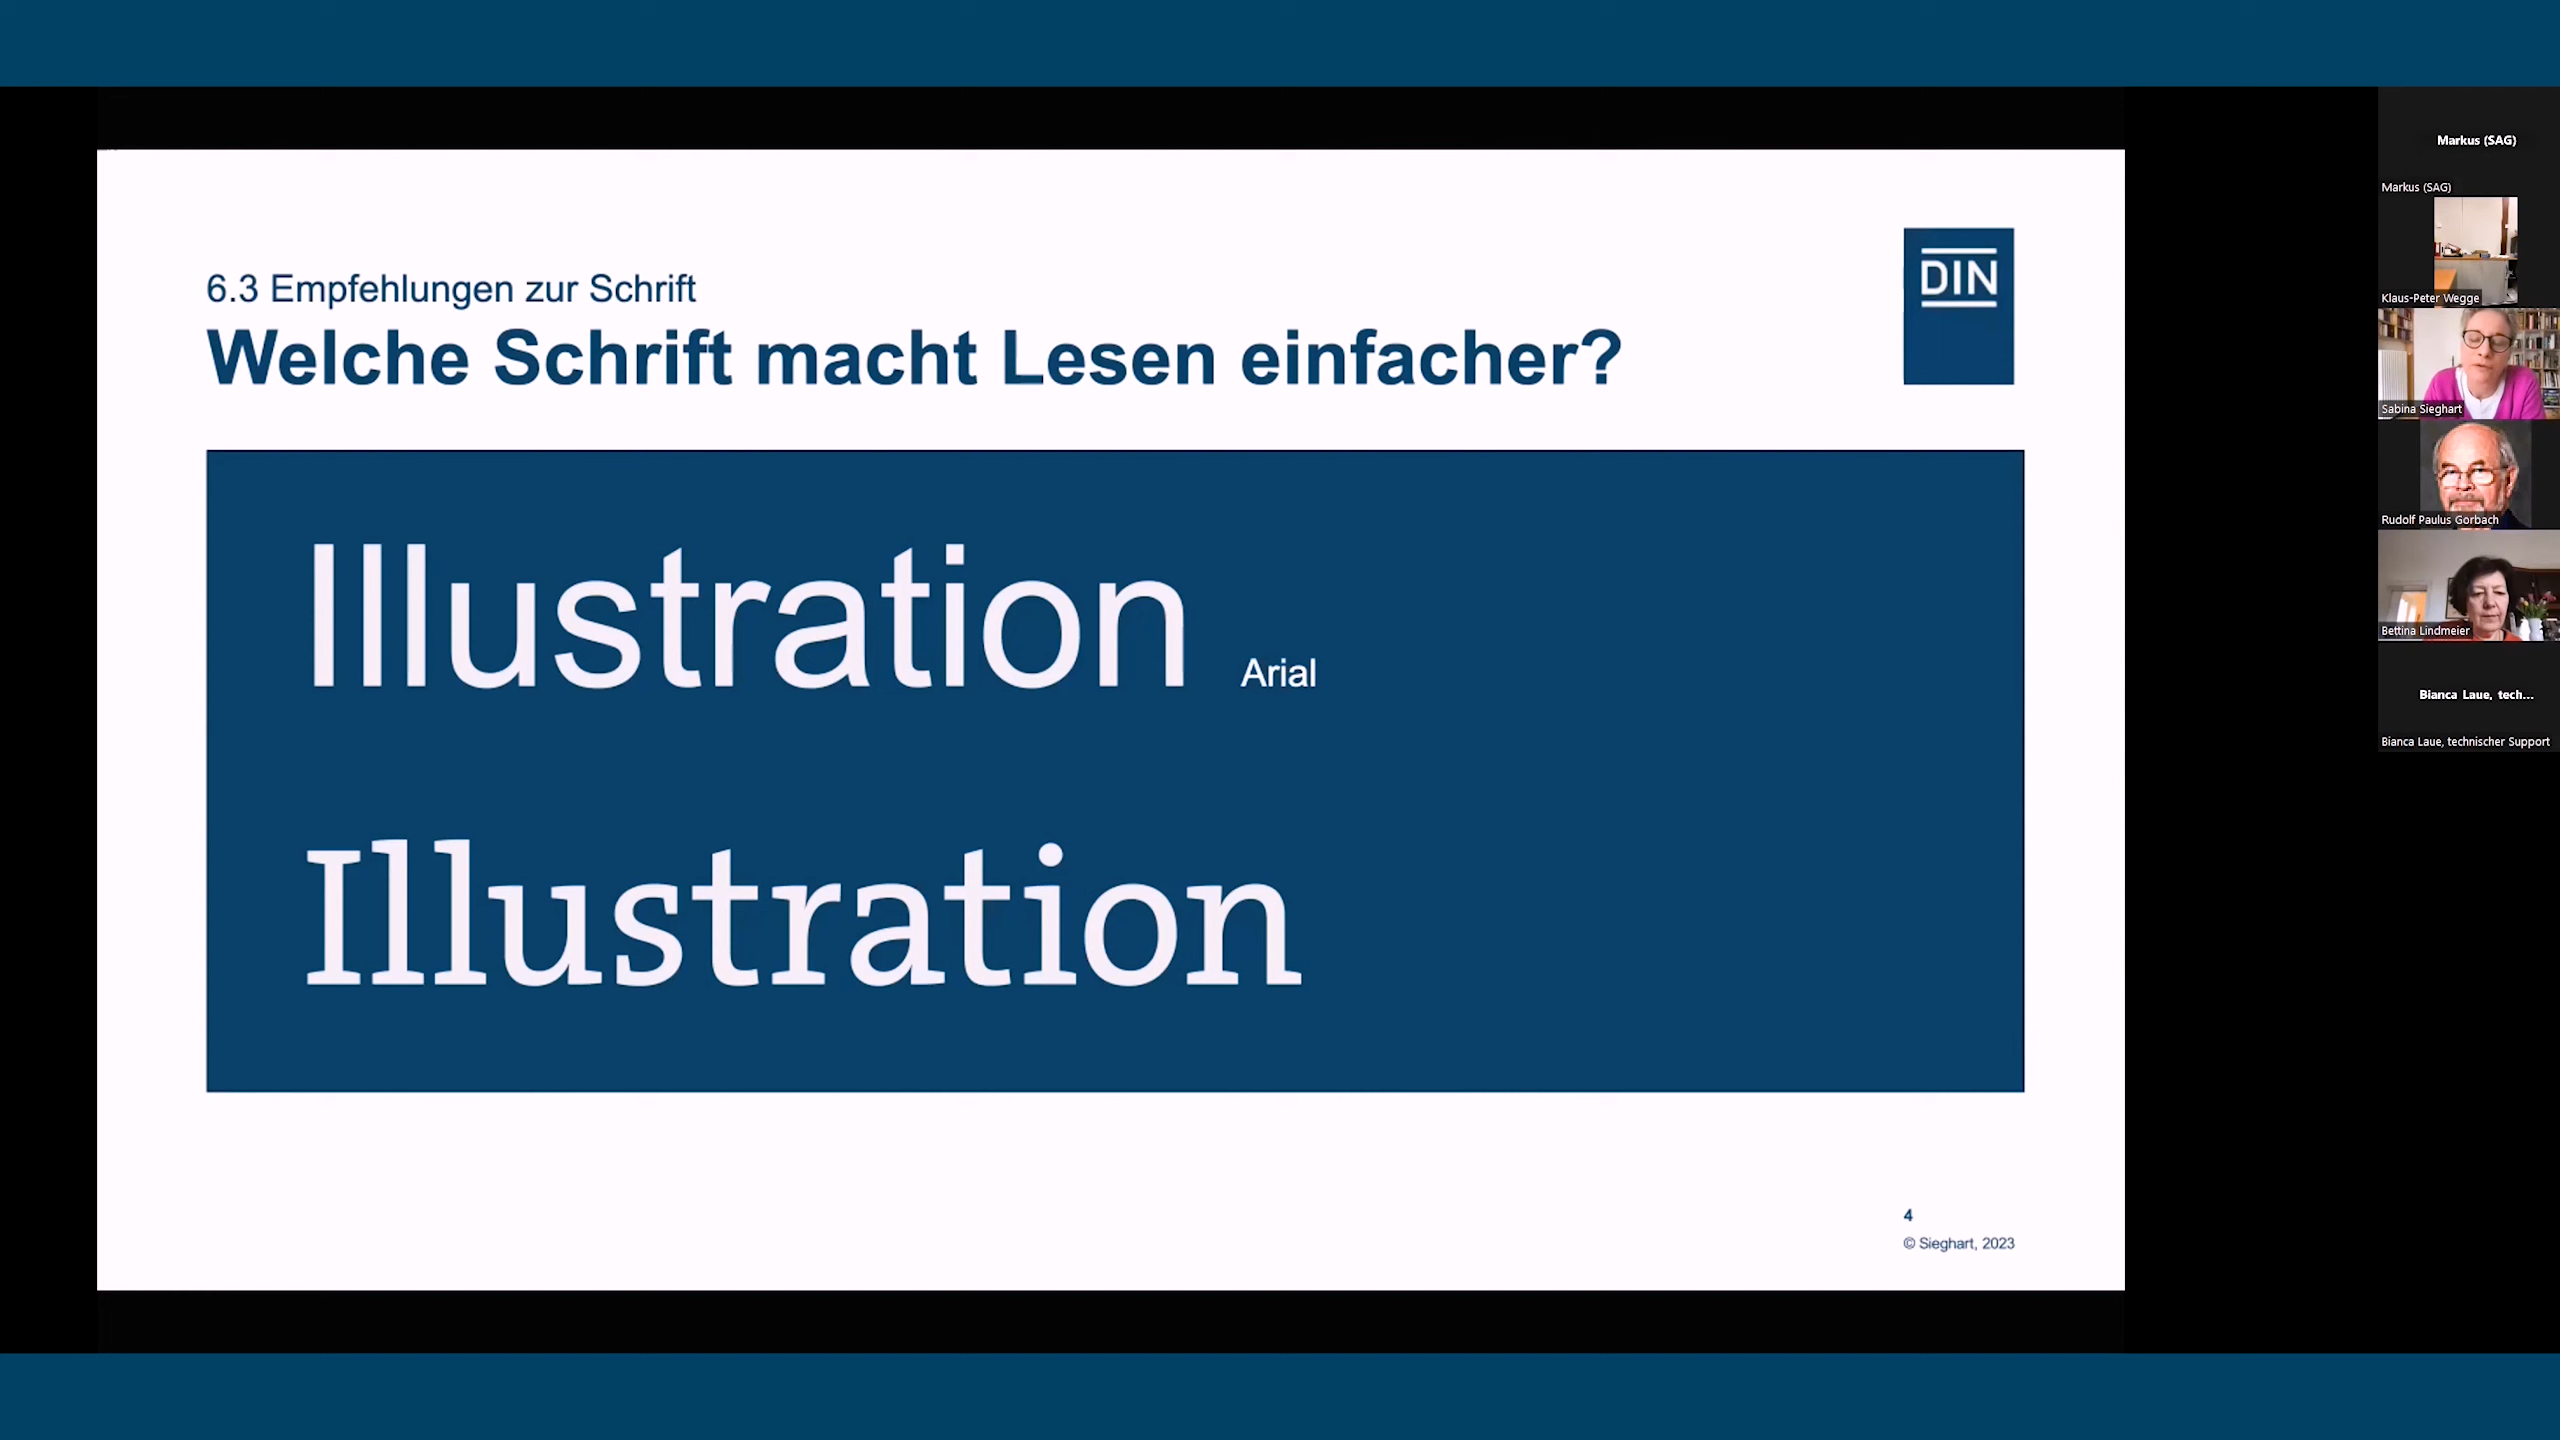 6.3 Empfehlungen zur Schrift
Welche Schrift macht Lesen einfacher?
DIN
Illustration Arial
Illustration
4
© Sieghart, 2023
Markus (SAG)
Markus (SAG)
Klaus-Peter Wegge
Sabina Sieghart
Rudolf Paulus Gorbach
Bettina Lindmeier
Bianca Laue, tech...
Bianca Laue, technischer Support